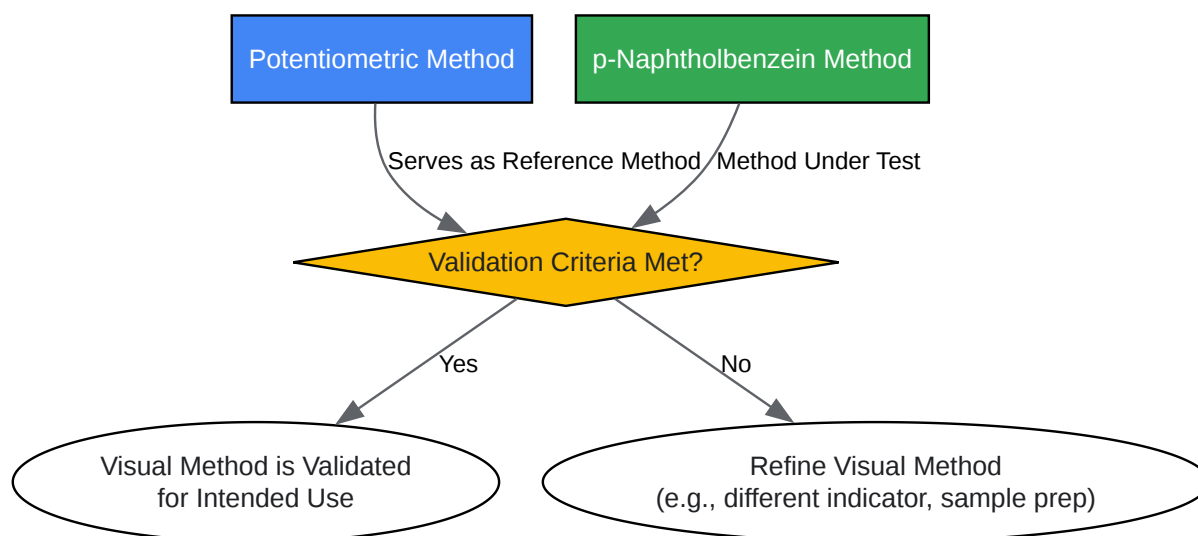 Potentiometric Method
p-Naphtholbenzein Method
Serves as Reference Method
Method Under Test
Validation Criteria Met?
Yes
No
Visual Method is Validated
for Intended Use
Refine Visual Method
(e.g., different indicator, sample prep)